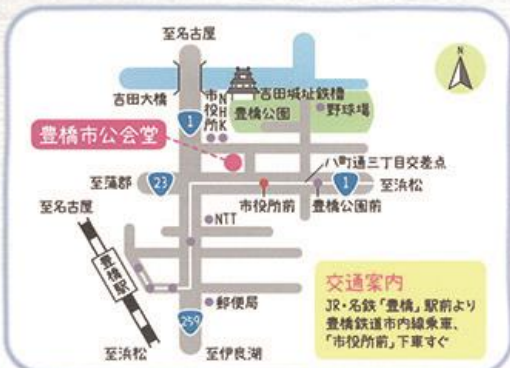 至名古屋
N
吉田大橋
市役所
NHK
吉田城址鉄櫓
豊橋公園
野球場
1
豊橋市公会堂
八町通三丁目交差点
至蒲郡
23
1
至浜松
市役所前
豊橋公園前
至名古屋
NTT
豊橋駅
郵便局
259
至浜松
至伊良湖
交通案内
JR・名鉄「豊橋」駅前より
豊橋鉄道市内線乗車、
「市役所前」下車すぐ